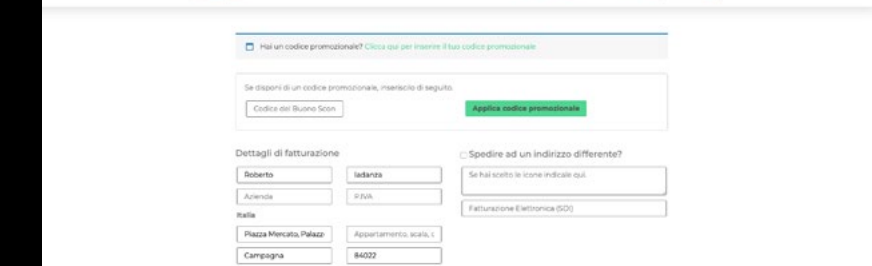 Hai un codice promozionale? Clicca qui per inserire il tuo codice promozionale
Se disponi di un codice promozionale, inseriscilo di seguito.
Codice del Buono Scon
Applica codice promozionale
Dettagli di fatturazione
Roberto
Iadanza
Azienda
P.IVA
Italia
Piazza Mercato, Palazz
Appartamento, scala, c
Campagna
84022
Spedire ad un indirizzo differente?
Se hai scelto le icone indicale qui.
Fatturazione Elettronica (SDI)